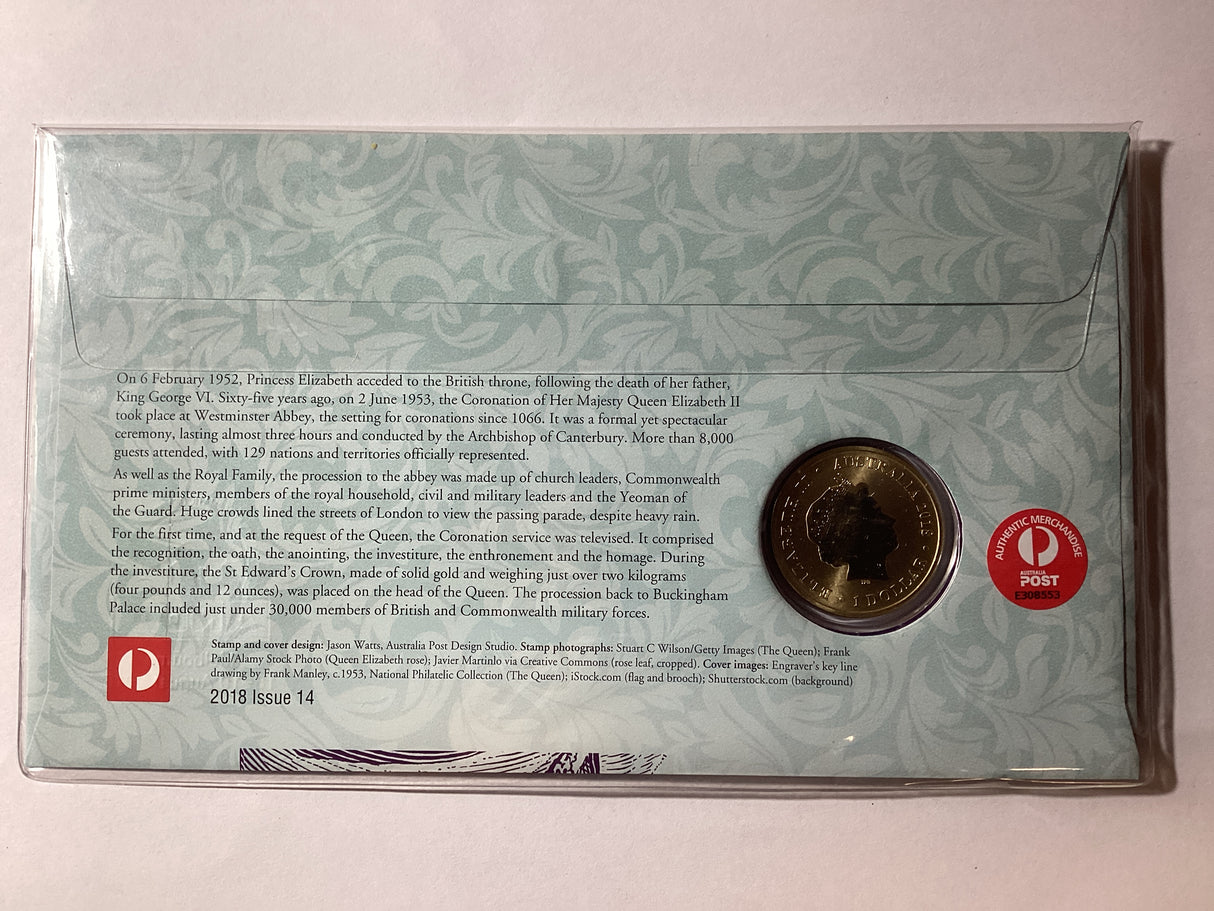 On 6 February 1952, Princess Elizabeth acceded to the British throne, following the death of her father,
King George VI. Sixty-five years ago, on 2 June 1953, the Coronation of Her Majesty Queen Elizabeth II
took place at Westminster Abbey, the setting for coronations since 1066. It was a formal yet spectacular
ceremony, lasting almost three hours and conducted by the Archbishop of Canterbury. More than 8,000
guests attended, with 129 nations and territories officially represented.
As well as the Royal Family, the procession to the abbey was made up of church leaders, Commonwealth
prime ministers, members of the royal household, civil and military leaders and the Yeoman of
the Guard. Huge crowds lined the streets of London to view the passing parade, despite heavy rain.
For the first time, and at the request of the Queen, the Coronation service was televised. It comprised
the recognition, the oath, the anointing, the investiture, the enthronement and the homage. During
the investiture, the St Edward's Crown, made of solid gold and weighing just over two kilograms
(four pounds and 12 ounces), was placed on the head of the Queen. The procession back to Buckingham
Palace included just under 30,000 members of British and Commonwealth military forces.
ELIZABETH II AUSTRALIA 2018
1 DOLLAR
AUTHENTIC MERCHANDISE
AUSTRALIA
POST
E308553
Stamp and cover design: Jason Watts, Australia Post Design Studio. Stamp photographs: Stuart C Wilson/Getty Images (The Queen); Frank
Paul/Alamy Stock Photo (Queen Elizabeth rose); Javier Martinlo via Creative Commons (rose leaf, cropped). Cover images: Engraver's key line
drawing by Frank Manley, c.1953, National Philatelic Collection (The Queen); iStock.com (flag and brooch); Shutterstock.com (background)
2018 Issue 14